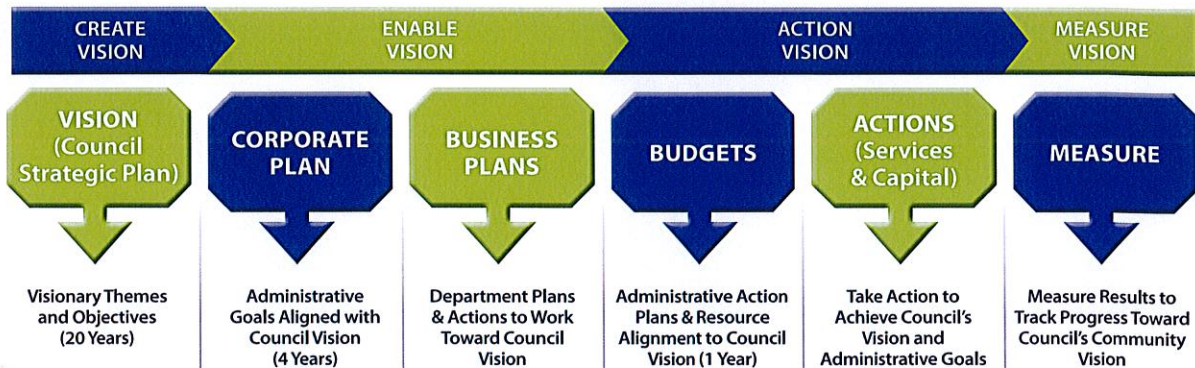 CREATE
VISION
ENABLE
VISION
ACTION
VISION
MEASURE
VISION
VISION
(Council
Strategic Plan)
CORPORATE
PLAN
BUSINESS
PLANS
BUDGETS
ACTIONS
(Services
& Capital)
MEASURE
Visionary Themes
and Objectives
(20 Years)
Administrative
Goals Aligned with
Council Vision
(4 Years)
Department Plans
& Actions to Work
Toward Council
Vision
Administrative Action
Plans & Resource
Alignment to Council
Vision (1 Year)
Take Action to
Achieve Council's
Vision and
Administrative Goals
Measure Results to
Track Progress Toward
Council's Community
Vision